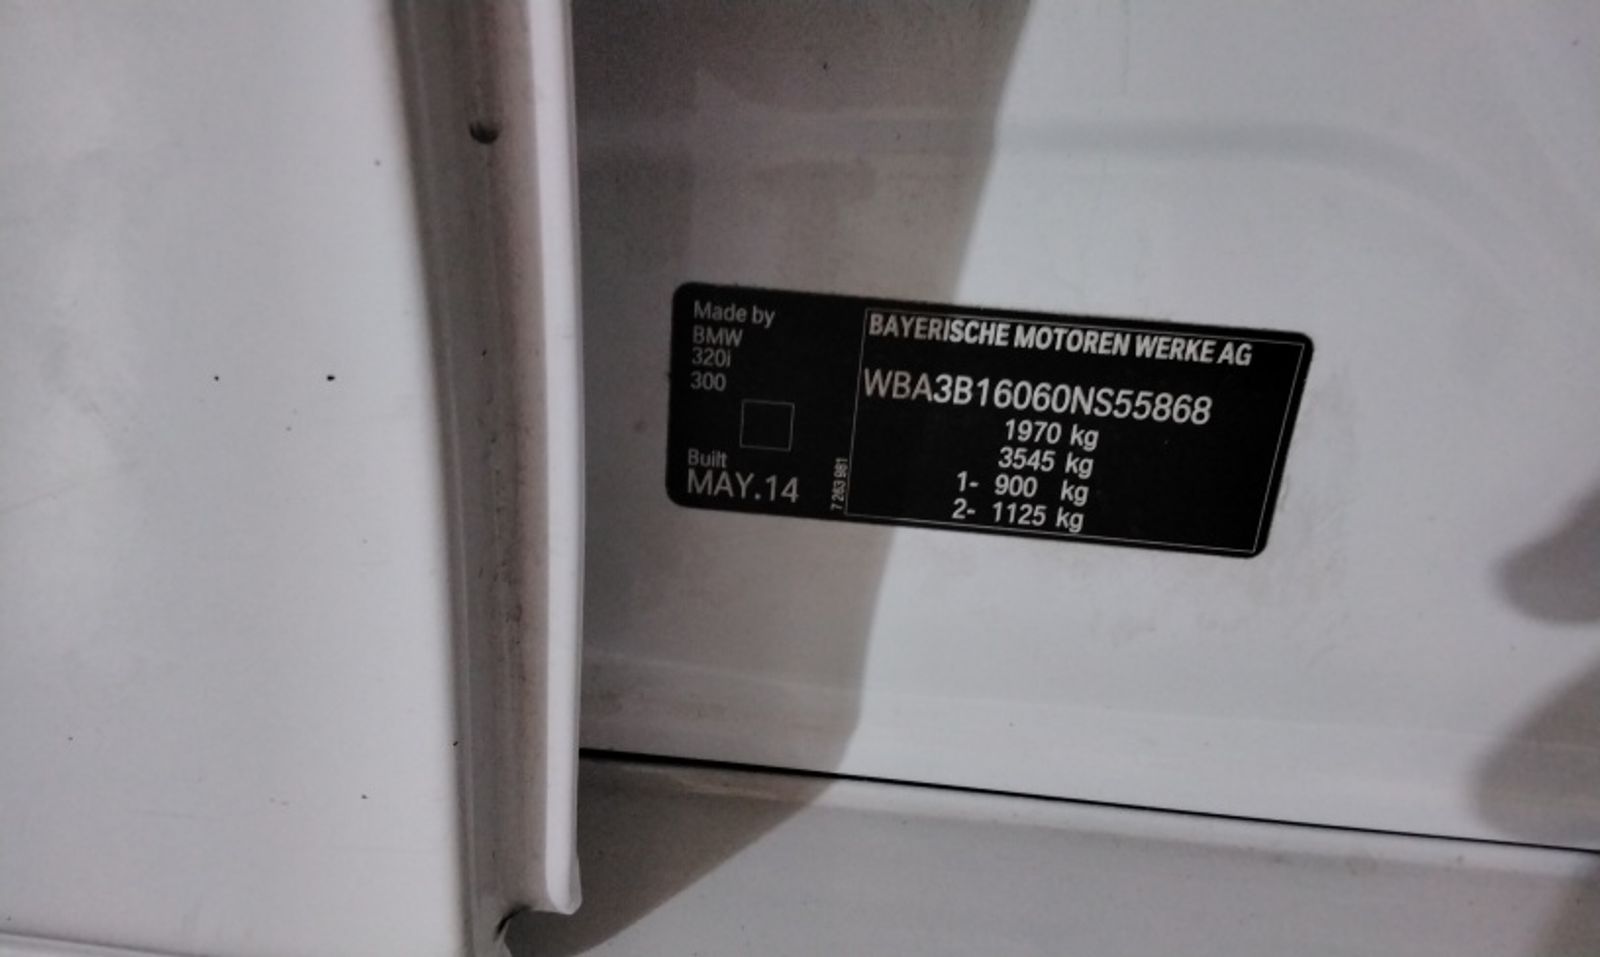 Made by
BMW
320i
300
Built
MAY.14
7 263 981
BAYERISCHE MOTOREN WERKE AG
WBA3B16060NS55868
1970 kg
3545 kg
1- 900 kg
2- 1125 kg